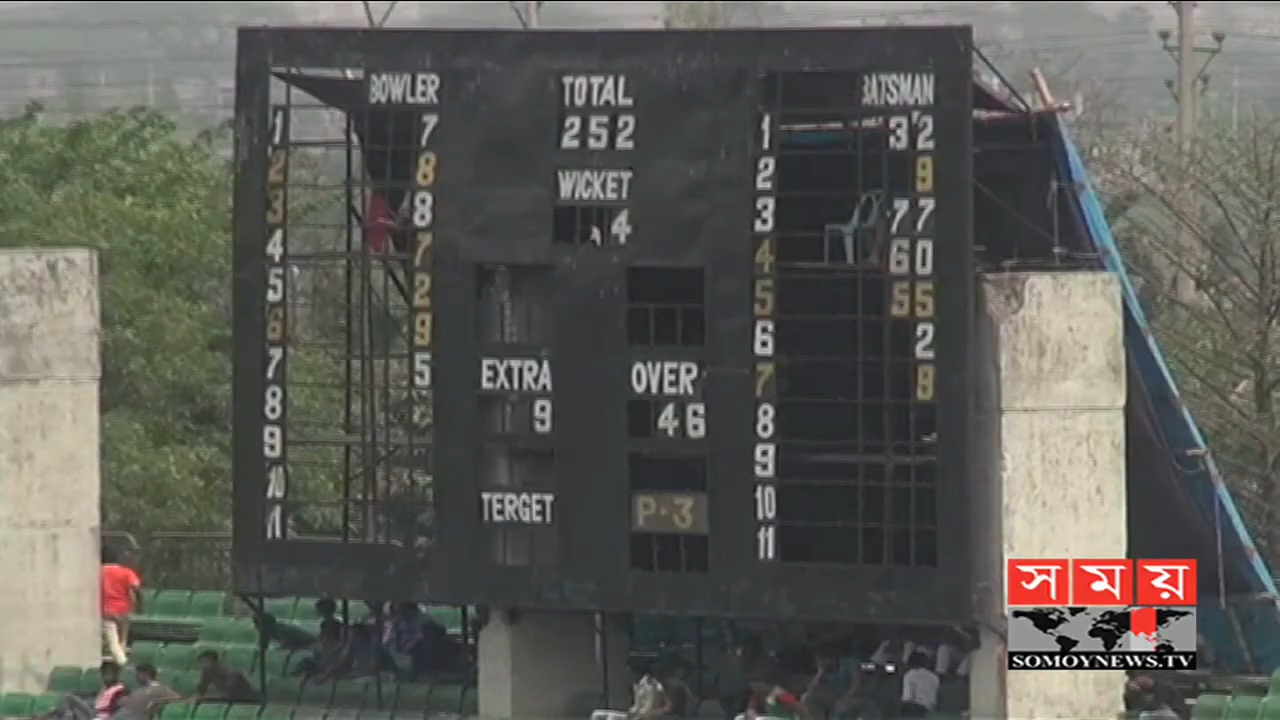 BOWLER TOTAL BATSMAN
1 7 252 1 32
2 8 WICKET 2 9
3 8 4 3 77
4 7 4 60
5 2 5 55
6 9 6 2
7 5 EXTRA OVER 7
8 9 46 8
9 9
10 TERGET P-3 10
11 11
সময়
SOMOYNEWS.TV